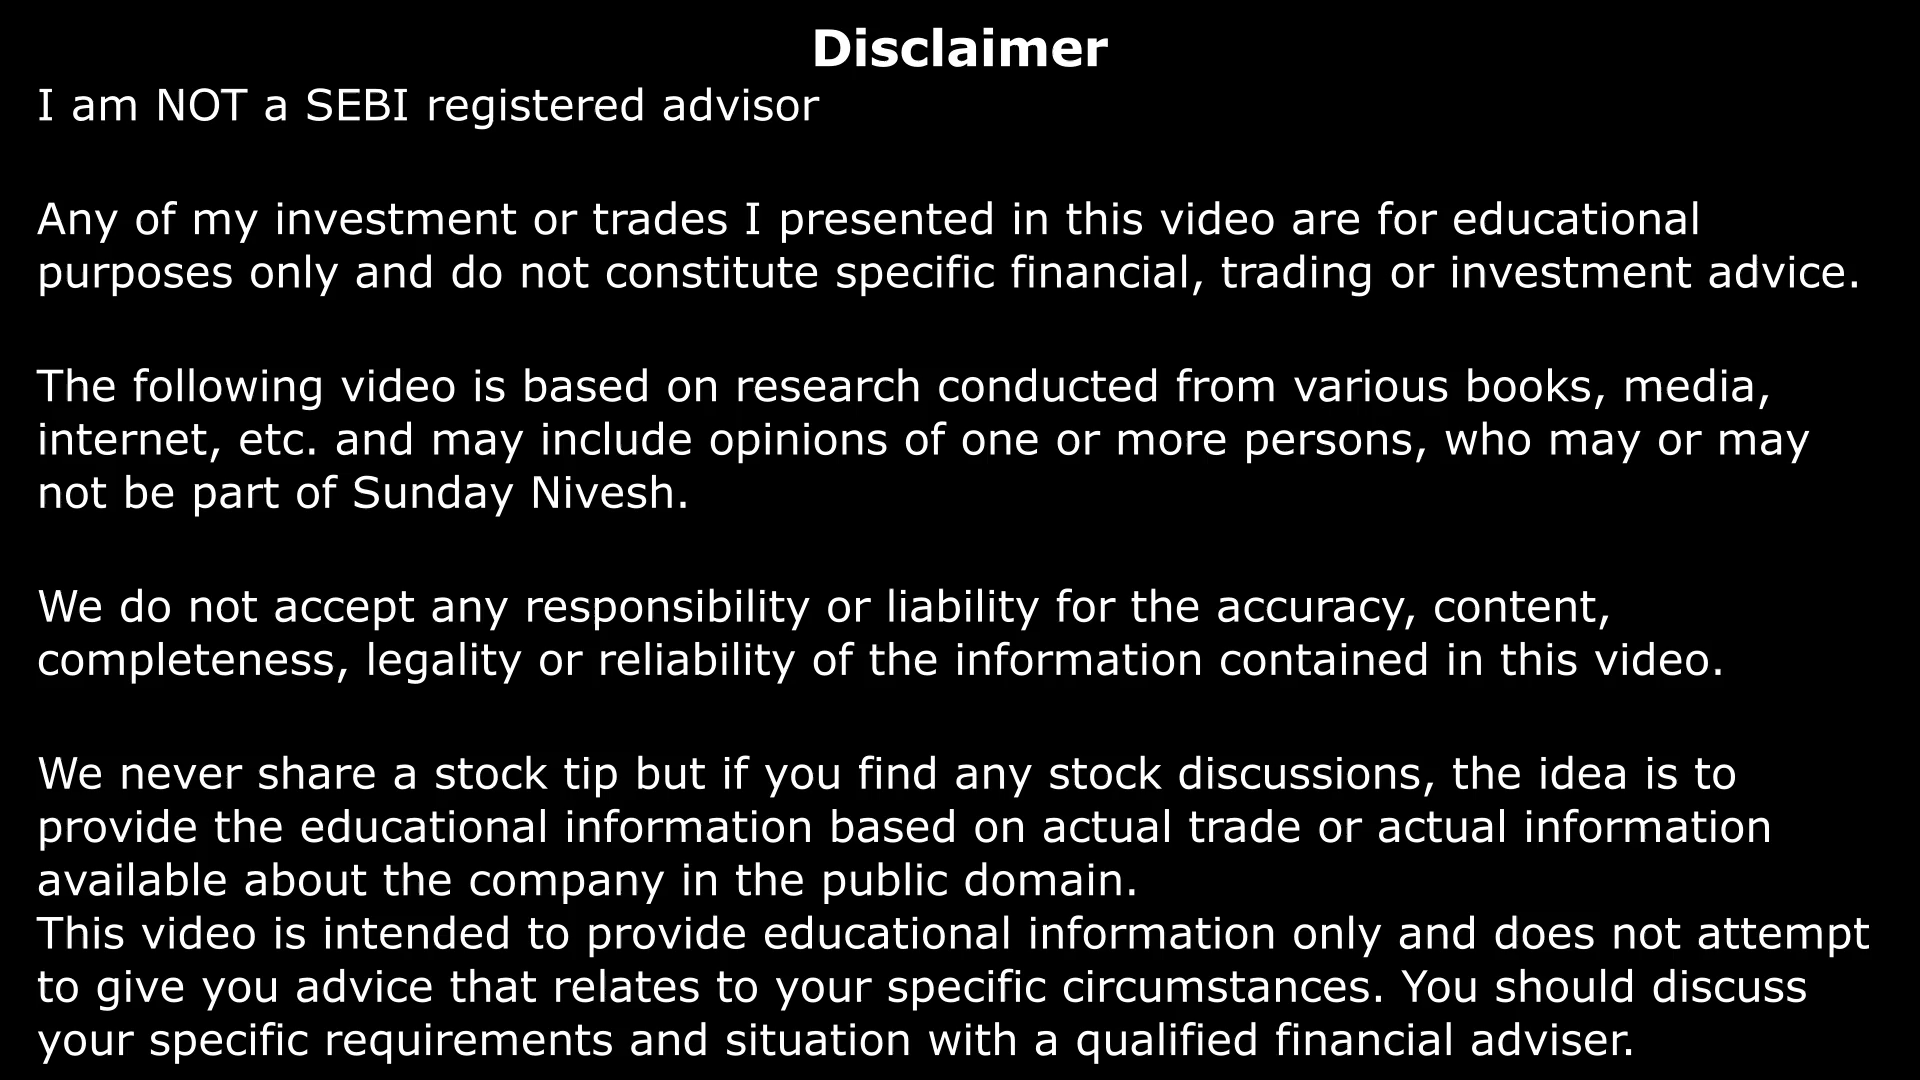 Disclaimer
I am NOT a SEBI registered advisor
Any of my investment or trades I presented in this video are for educational
purposes only and do not constitute specific financial, trading or investment advice.
The following video is based on research conducted from various books, media,
internet, etc. and may include opinions of one or more persons, who may or may
not be part of Sunday Nivesh.
We do not accept any responsibility or liability for the accuracy, content,
completeness, legality or reliability of the information contained in this video.
We never share a stock tip but if you find any stock discussions, the idea is to
provide the educational information based on actual trade or actual information
available about the company in the public domain.
This video is intended to provide educational information only and does not attempt
to give you advice that relates to your specific circumstances. You should discuss
your specific requirements and situation with a qualified financial adviser.